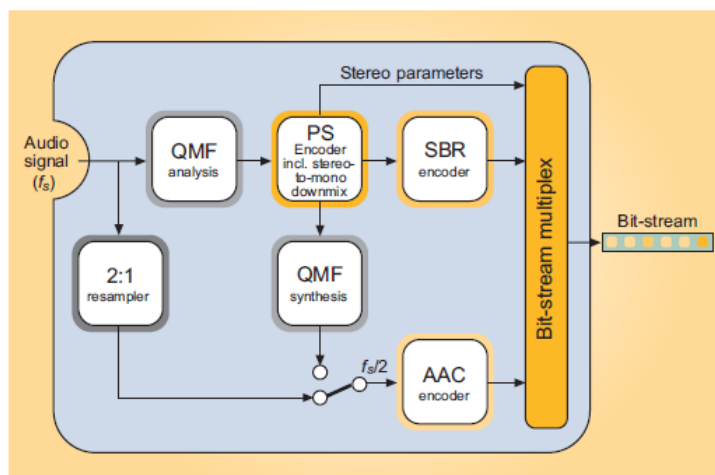 Stereo parameters
Audio
signal
(fs)
QMF
analysis
PS
Encoder
incl. stereo-
to-mono
downmix
SBR
encoder
Bit-stream multiplex
Bit-stream
2:1
resampler
QMF
synthesis
fs/2
AAC
encoder